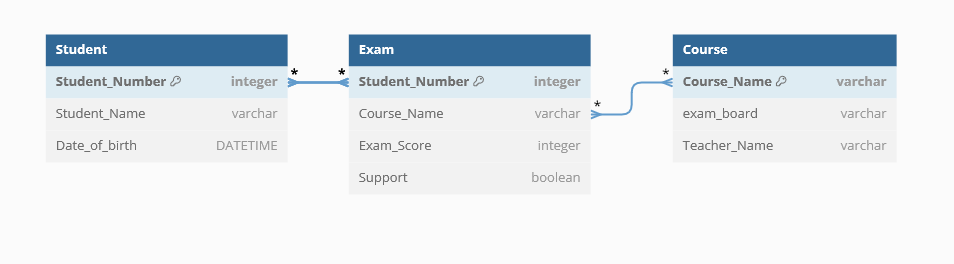 Student
Student_Number integer
Student_Name varchar
Date_of_birth DATETIME
* *
Exam
Student_Number integer
Course_Name varchar
Exam_Score integer
Support boolean
* *
Course
Course_Name varchar
exam_board varchar
Teacher_Name varchar